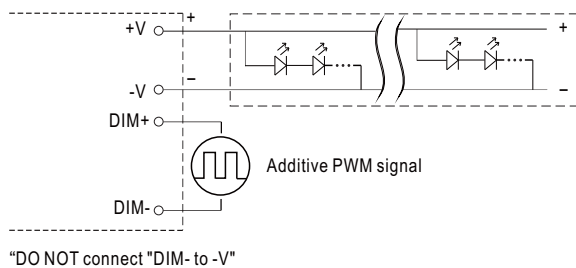 +V
+
+
-V
−
−
DIM+
Additive PWM signal
DIM-
“DO NOT connect "DIM- to -V"